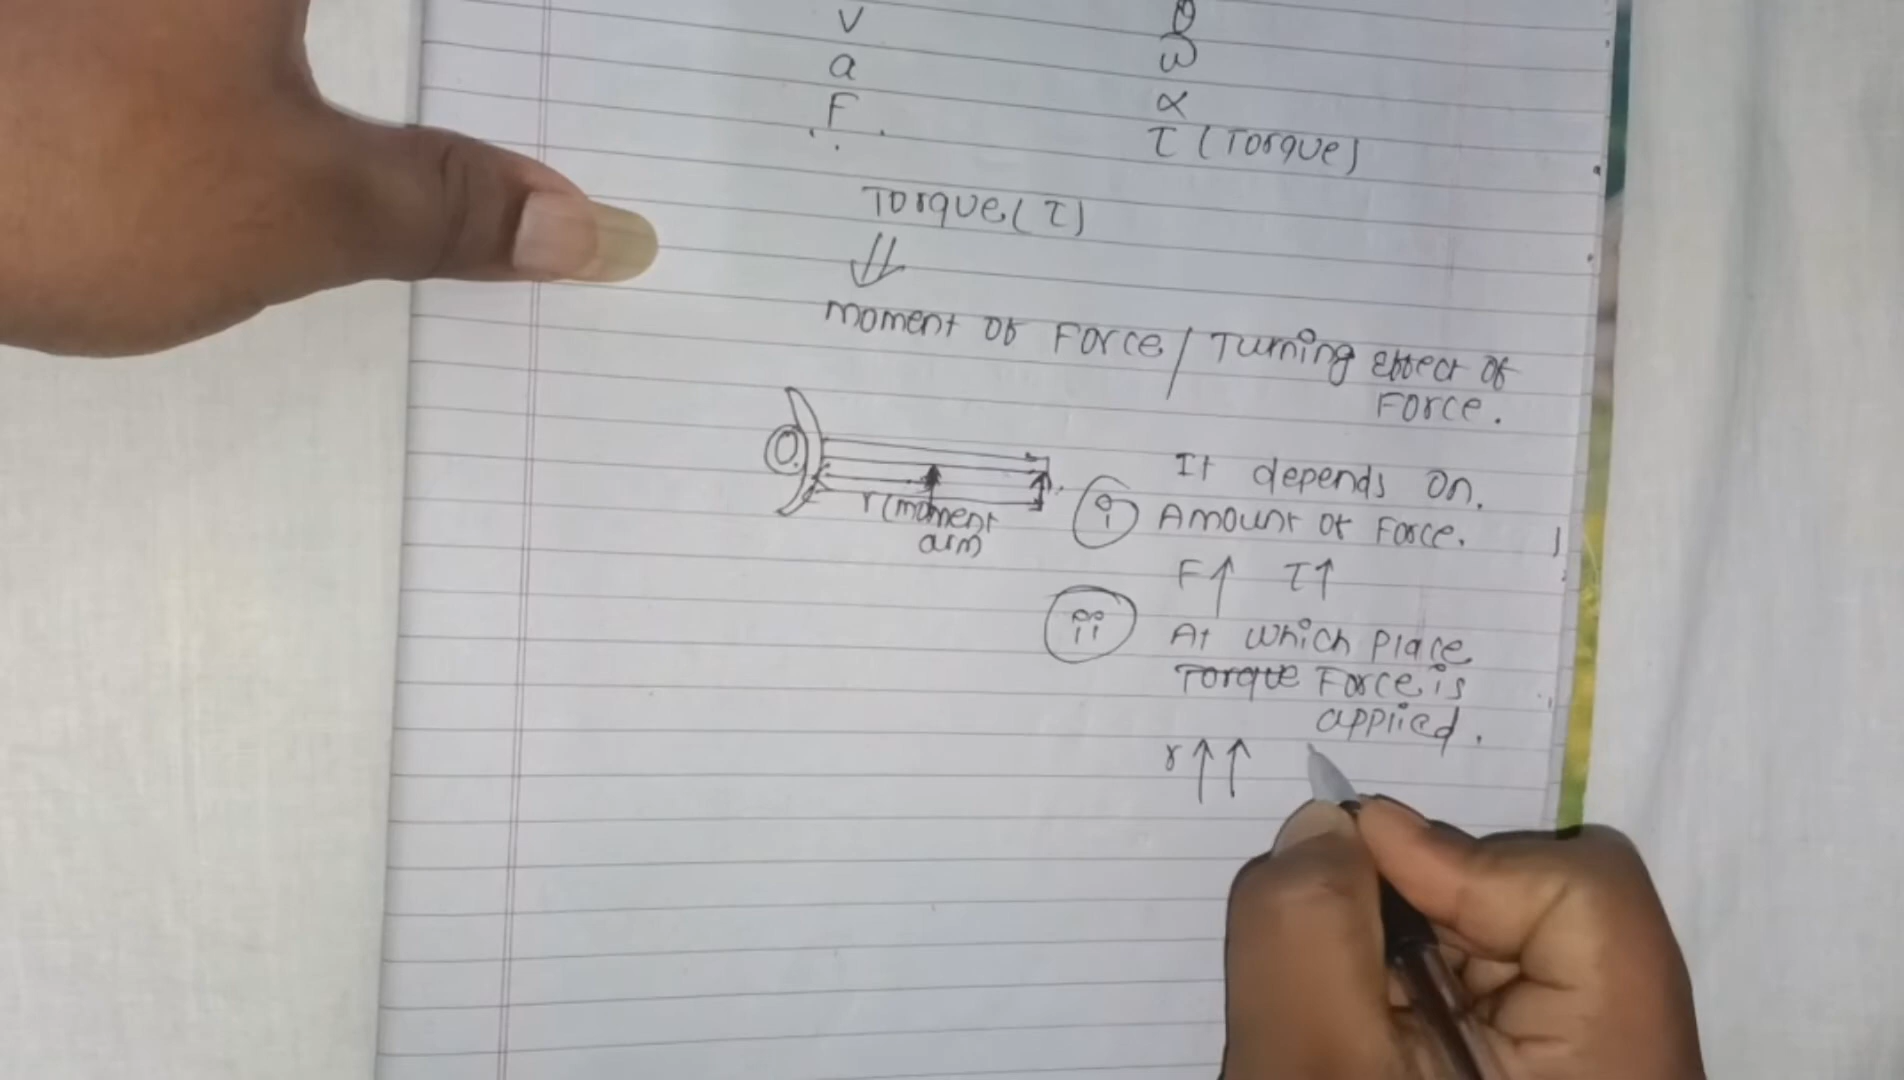 v θ
a ω
F α
τ (Torque)
Torque (τ)
⇓
moment of Force / Turning Effect of
Force.
O
r (moment
arm)
It depends on.
i Amount of Force.
F↑ τ↑
ii At which place
Torque Force is
applied.
r↑↑